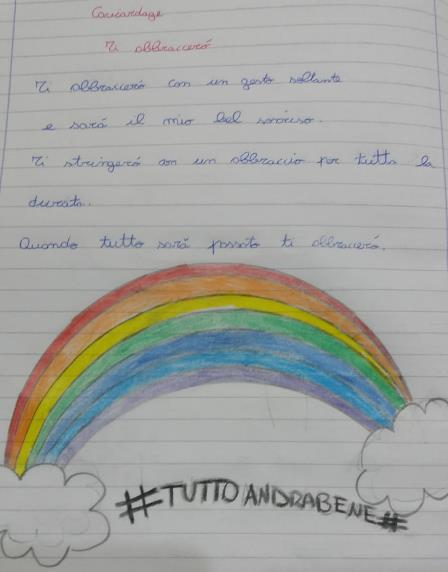 Ti abbraccerò
Ti abbraccerò con un gesto soltanto
e sarà il mio bel sorriso.
Ti stringerò con un abbraccio per tutta la
durata.
Quando tutto sarà passato ti abbraccerò.
#TUTTOANDRABENE#